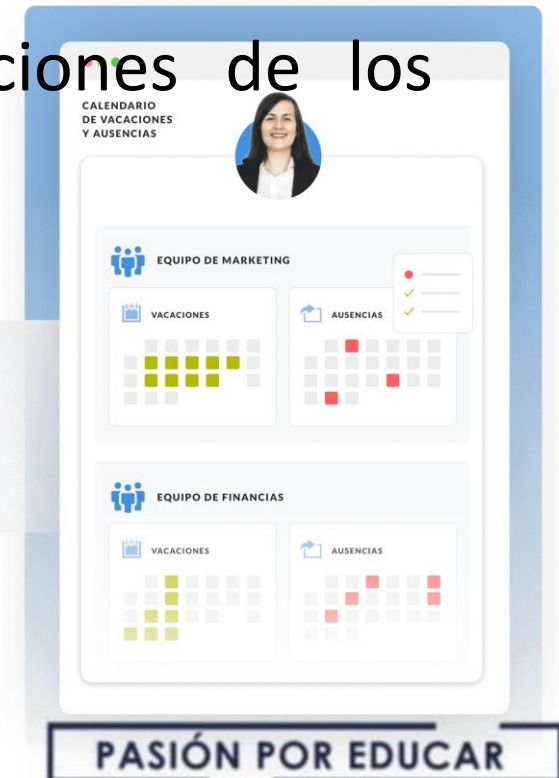 de los
CALENDARIO
DE VACACIONES
Y AUSENCIAS
EQUIPO DE MARKETING
VACACIONES
AUSENCIAS
EQUIPO DE FINANCIAS
VACACIONES
AUSENCIAS
PASIÓN POR EDUCAR